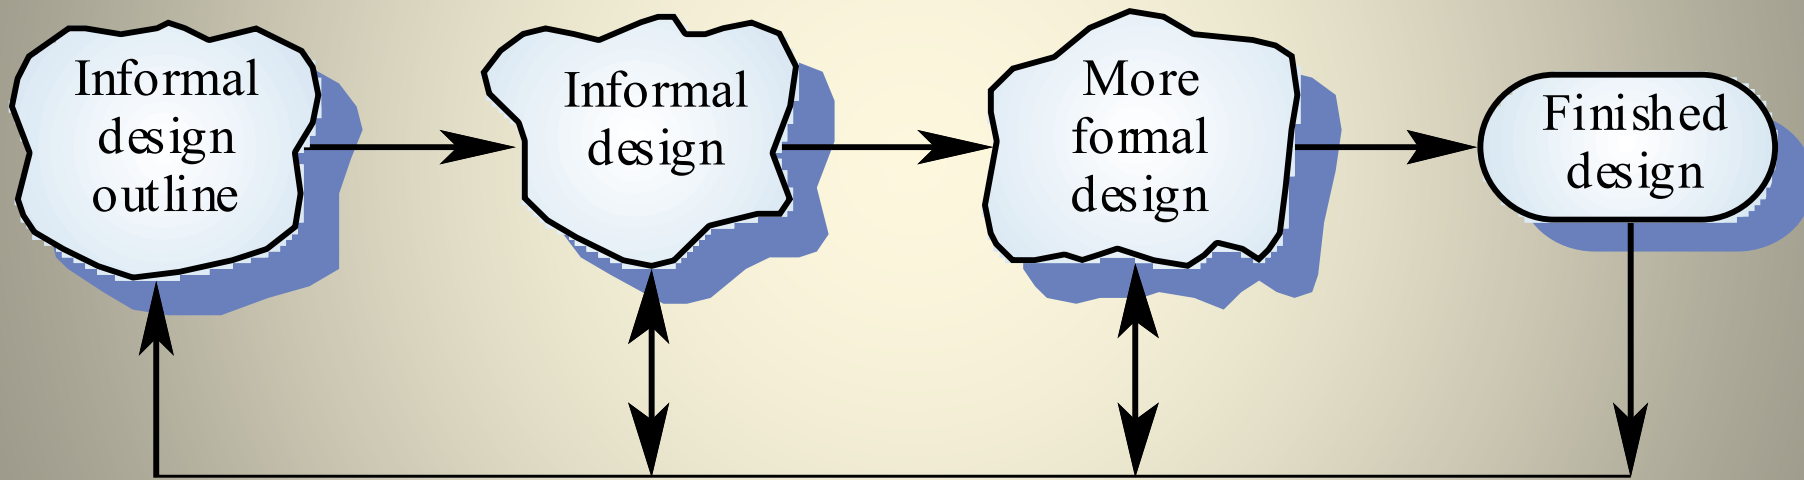 Informal
design
outline
Informal
design
More
formal
design
Finished
design